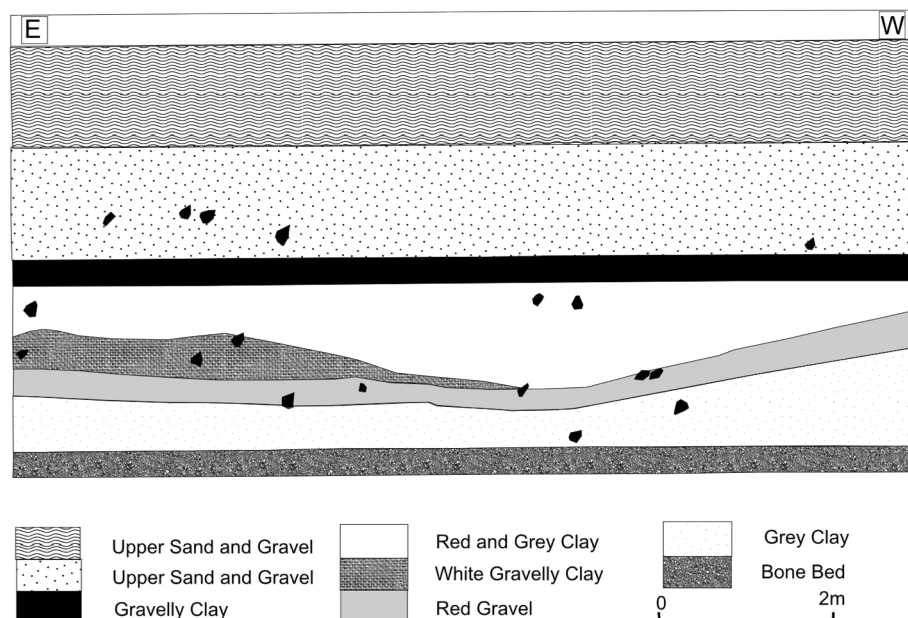 E W
Upper Sand and Gravel
Upper Sand and Gravel
Gravelly Clay
Red and Grey Clay
White Gravelly Clay
Red Gravel
Grey Clay
Bone Bed
0 2m